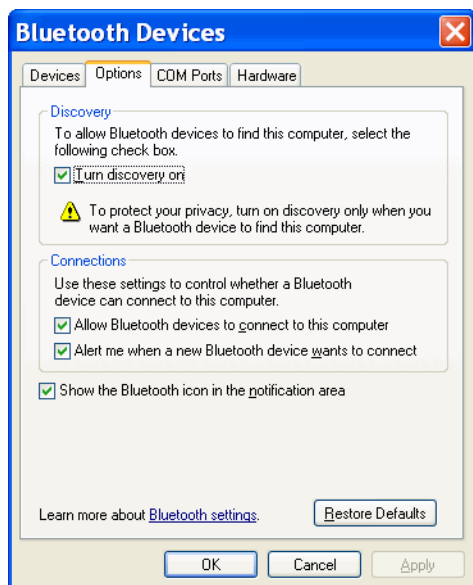 Bluetooth Devices
Devices Options COM Ports Hardware
Discovery
To allow Bluetooth devices to find this computer, select the
following check box.
Turn discovery on
To protect your privacy, turn on discovery only when you
want a Bluetooth device to find this computer.
Connections
Use these settings to control whether a Bluetooth
device can connect to this computer.
Allow Bluetooth devices to connect to this computer
Alert me when a new Bluetooth device wants to connect
Show the Bluetooth icon in the notification area
Learn more about Bluetooth settings.
Restore Defaults
OK Cancel Apply